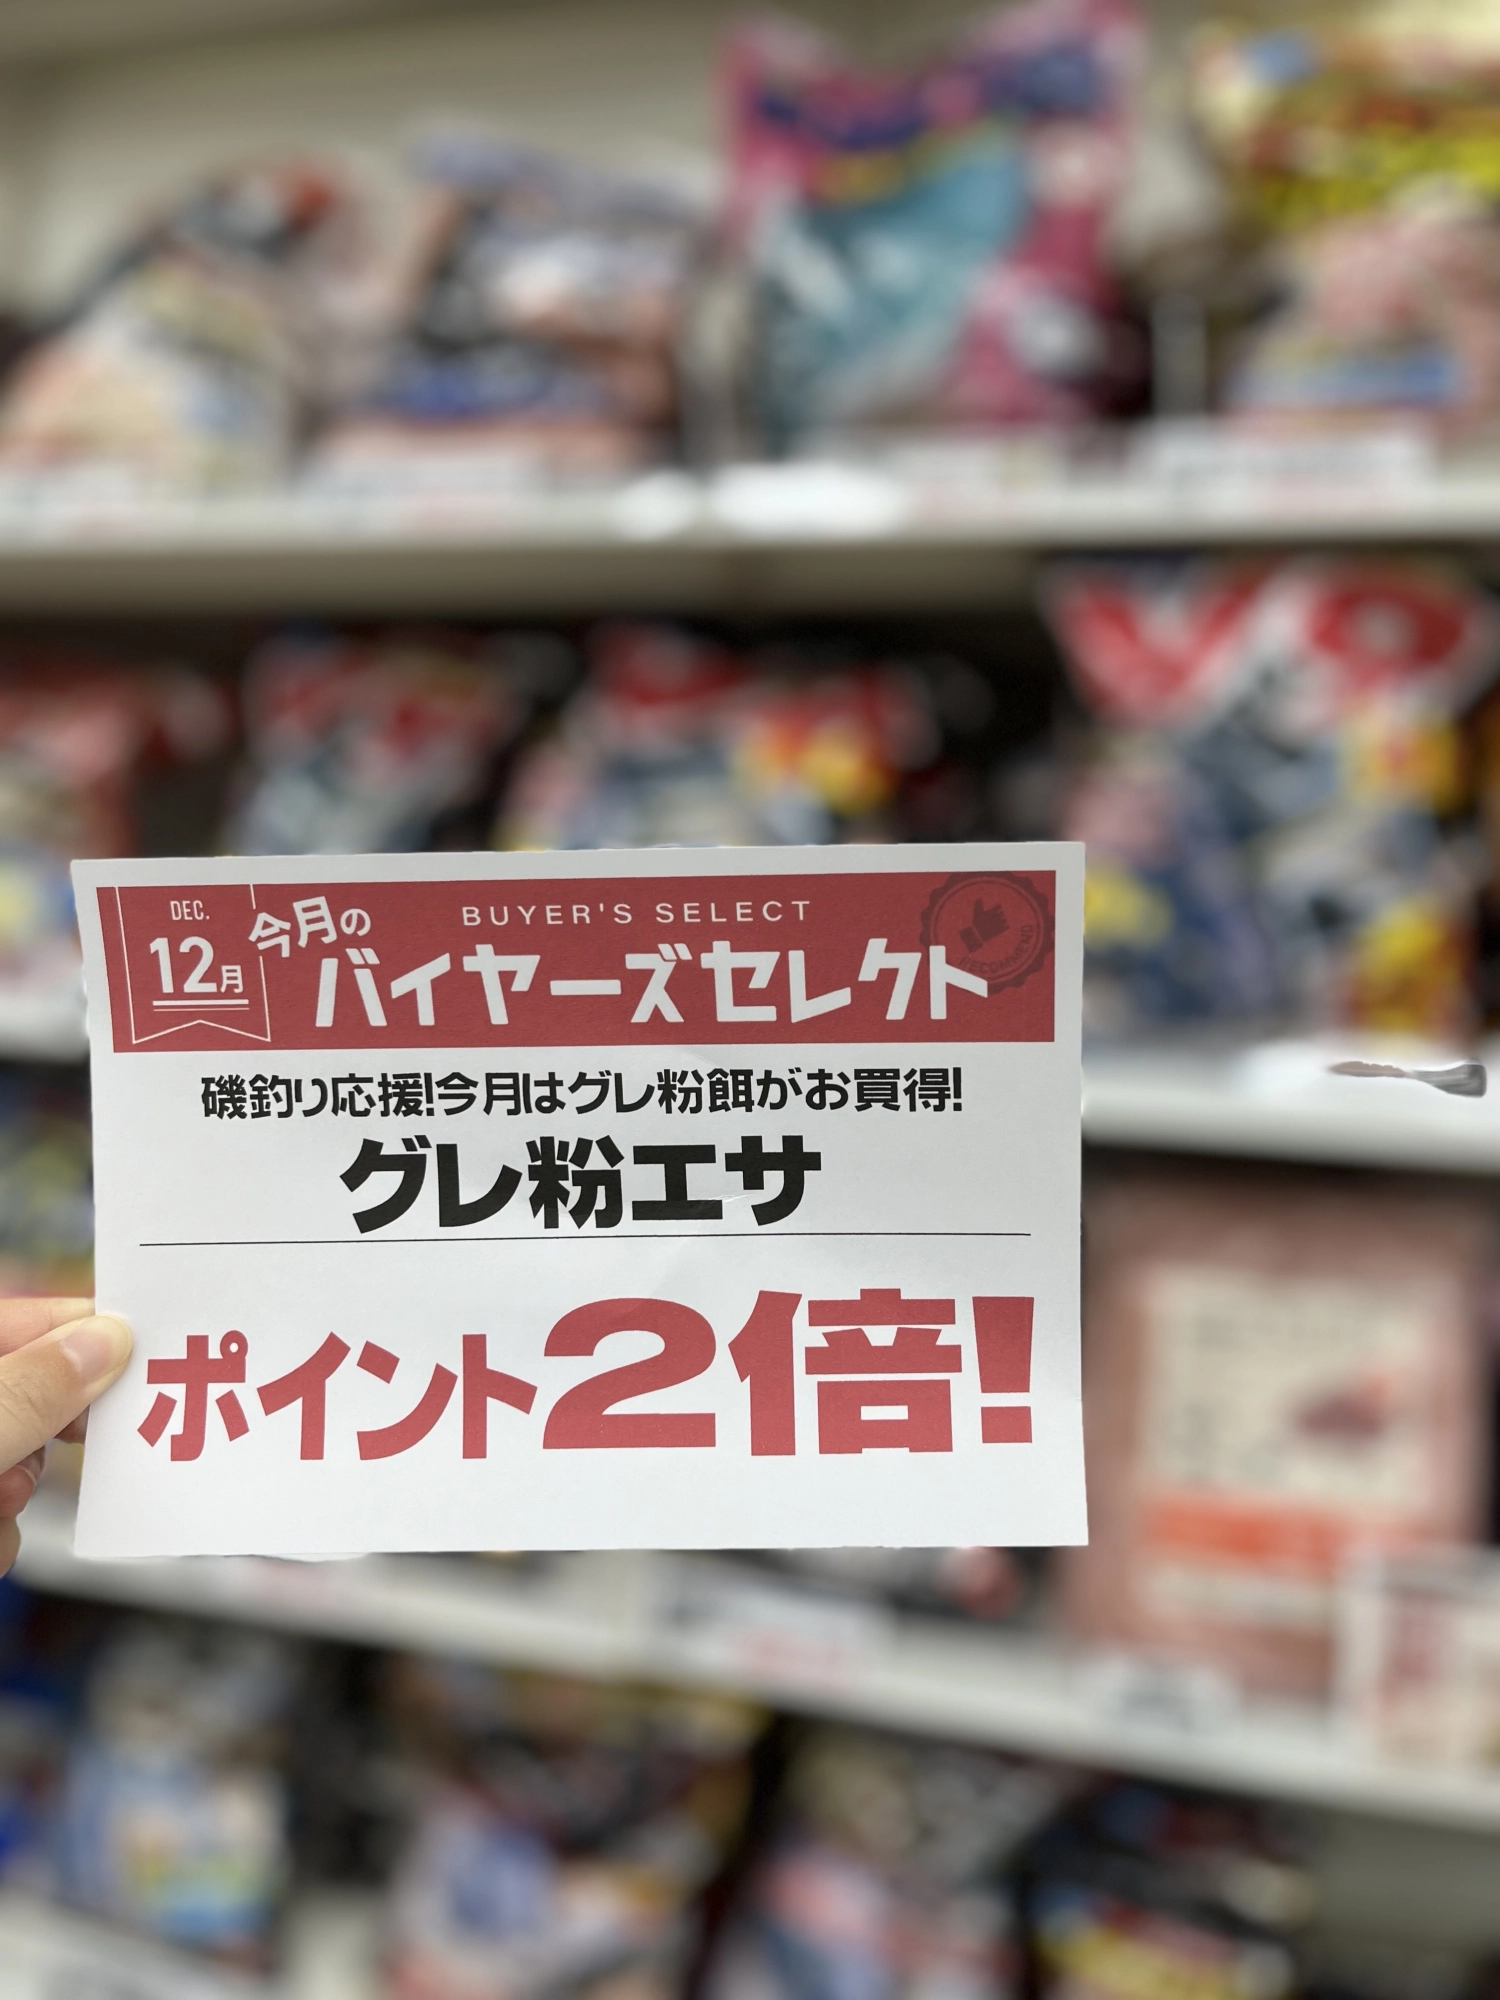 DEC.
12月
今月の
BUYER'S SELECT
バイヤーズセレクト
RECOMMEND
磯釣り応援!今月はグレ粉餌がお買得!
グレ粉エサ
ポイント2倍!